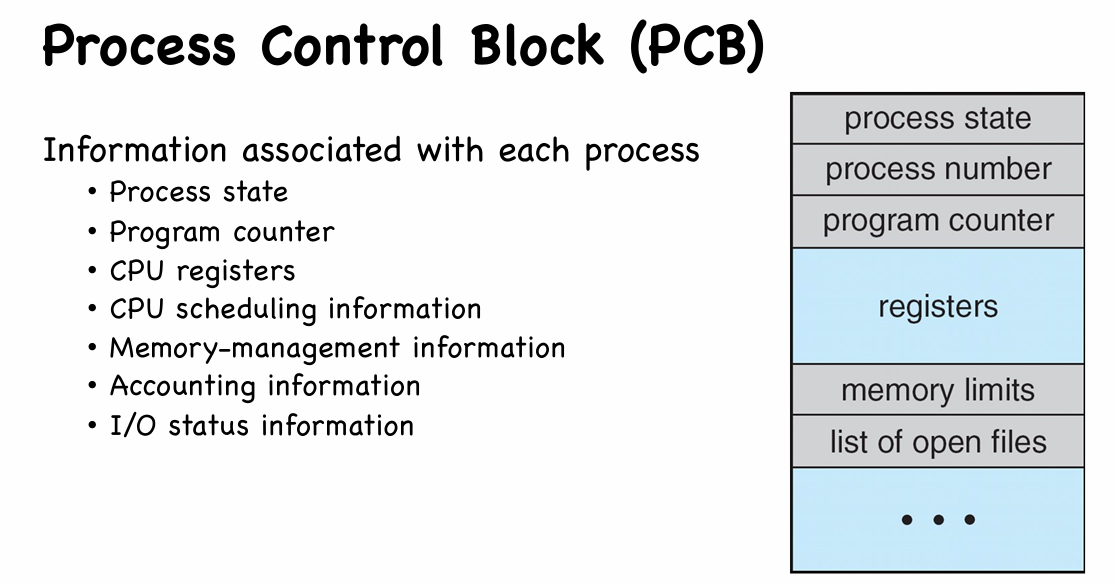 Process Control Block (PCB)
Information associated with each process
• Process state
• Program counter
• CPU registers
• CPU scheduling information
• Memory-management information
• Accounting information
• I/O status information
process state
process number
program counter
registers
memory limits
list of open files
• • •